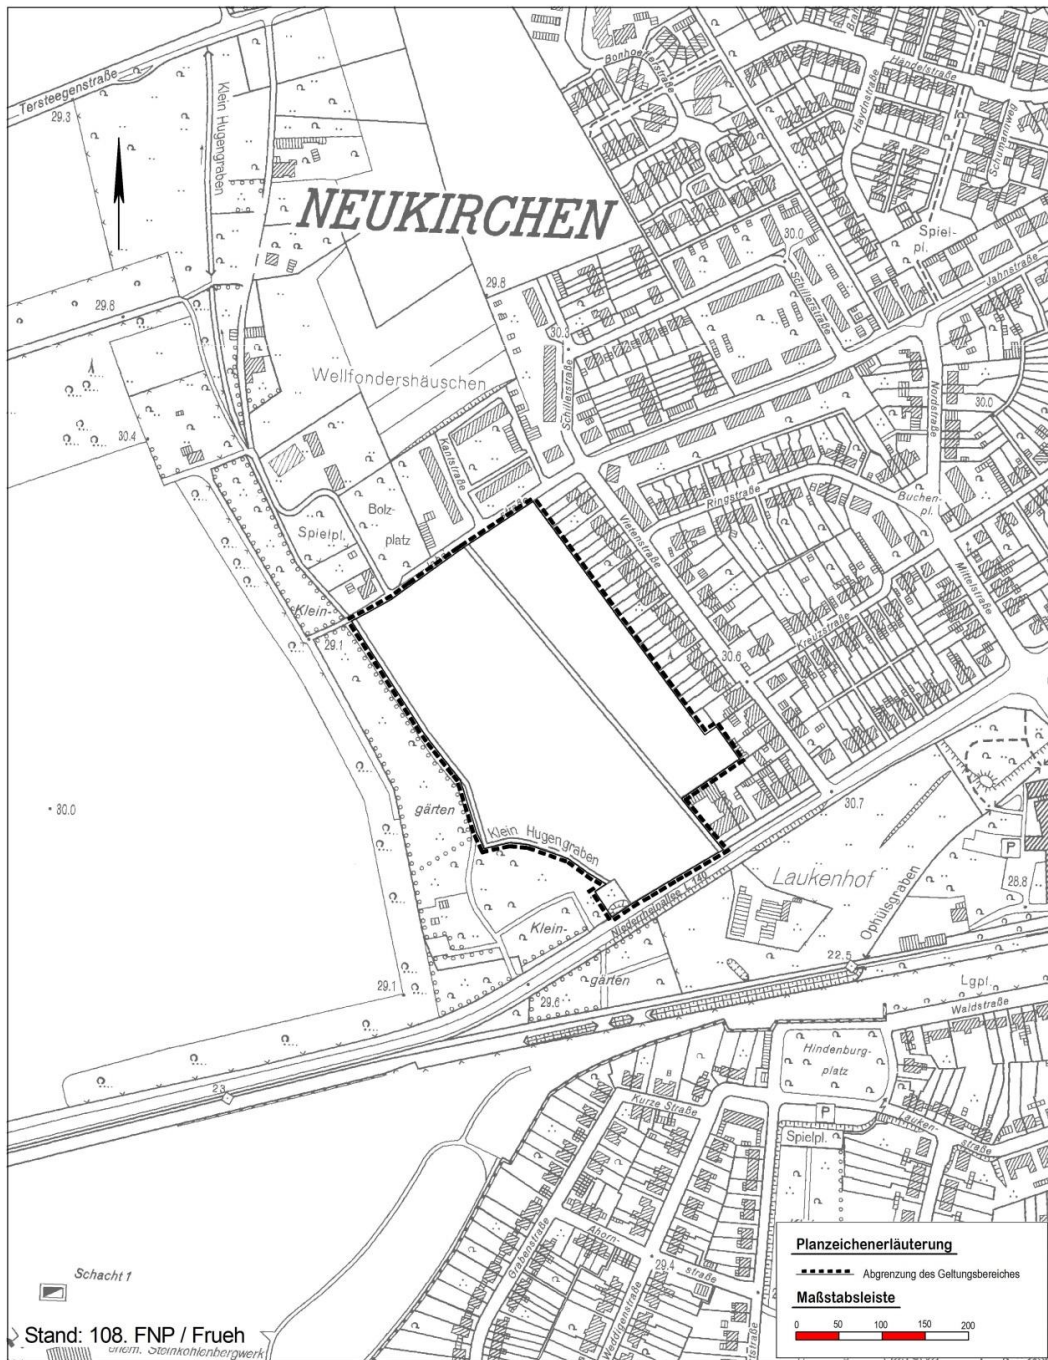 Tersteegenstraße
29.3
Klein Hugengraben
NEUKIRCHEN
Bonhoefferstraße
Händelstraße
Haydnstraße
Schumannweg
Spiel-
pl.
Jahnstraße
30.0
Schillerstraße
29.8
29.8
30.3
Schillerstraße
Wellfondershäuschen
Nordstraße
30.0
30.4
Kantstraße
Ringstraße
Buchen-
pl.
Bolz-
platz
Spielpl.
Vietenstraße
Mittelstraße
Klein-
29.1
Kreuzstraße
30.6
30.0
gärten
Klein Hugengraben
30.7
P
Laukenhof
28.8
Ophülsgraben
Niederrheinallee L 140
Klein-
22.5
gärten
29.1
29.6
Lgpl.
Waldstraße
Hindenburg-
platz
23
Kurze Straße
P
Lauken-
straße
Spielpl.
Grabenstraße
Ahorn-
straße
29.4
Schacht 1
Planzeichenerläuterung
Abgrenzung des Geltungsbereiches
Maßstabsleiste
0 50 100 150 200
Stand: 108. FNP / Frueh
Steinkohlenbergwerk